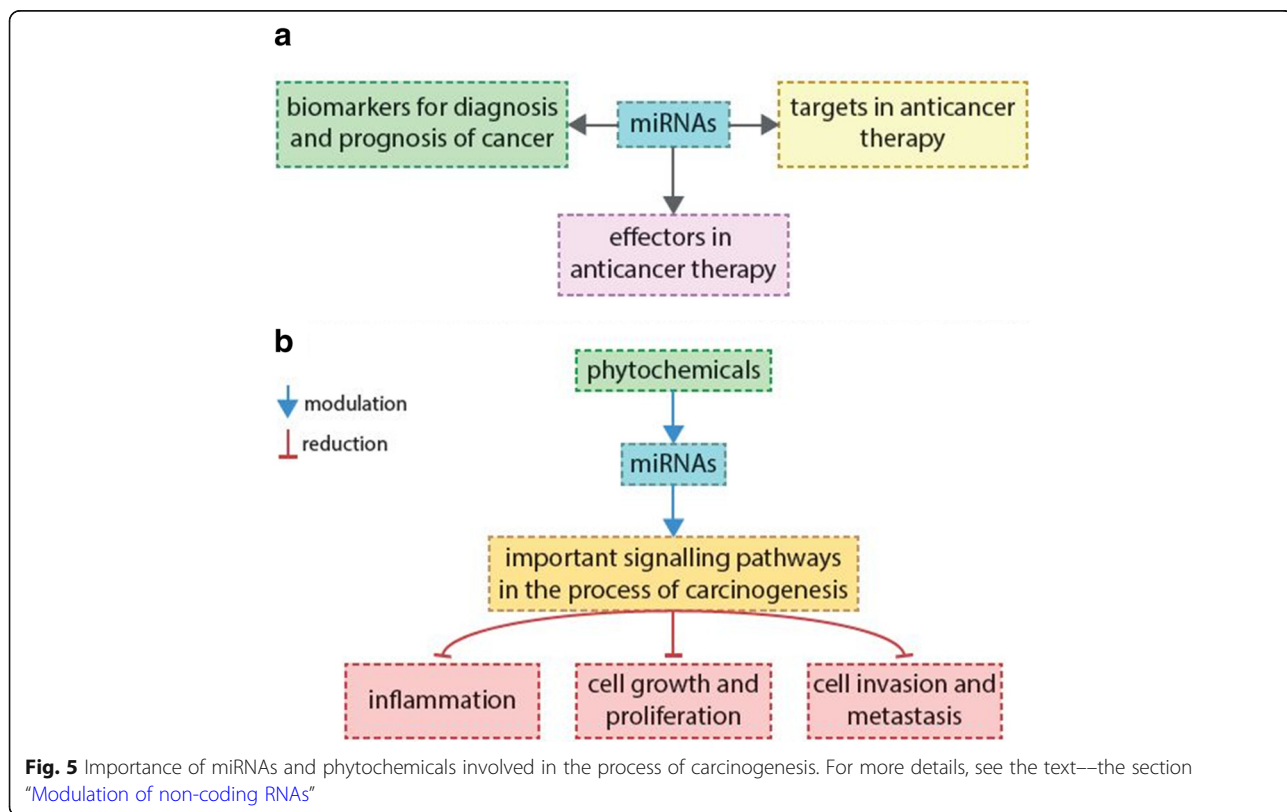 a
biomarkers for diagnosis
and prognosis of cancer
miRNAs
targets in anticancer
therapy
effectors in
anticancer therapy
b
modulation
reduction
phytochemicals
miRNAs
important signalling pathways
in the process of carcinogenesis
inflammation
cell growth and
proliferation
cell invasion and
metastasis
Fig. 5 Importance of miRNAs and phytochemicals involved in the process of carcinogenesis. For more details, see the text––the section
“Modulation of non-coding RNAs”